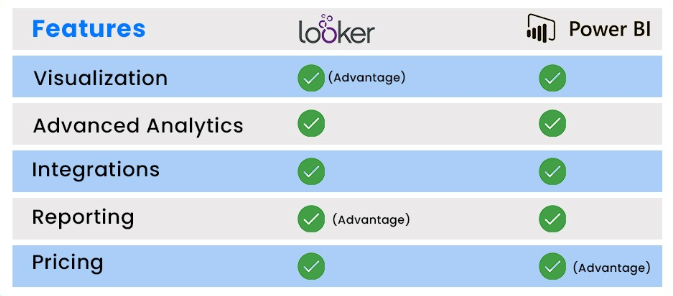 Features looker Power BI
Visualization (Advantage)
Advanced Analytics
Integrations
Reporting (Advantage)
Pricing (Advantage)